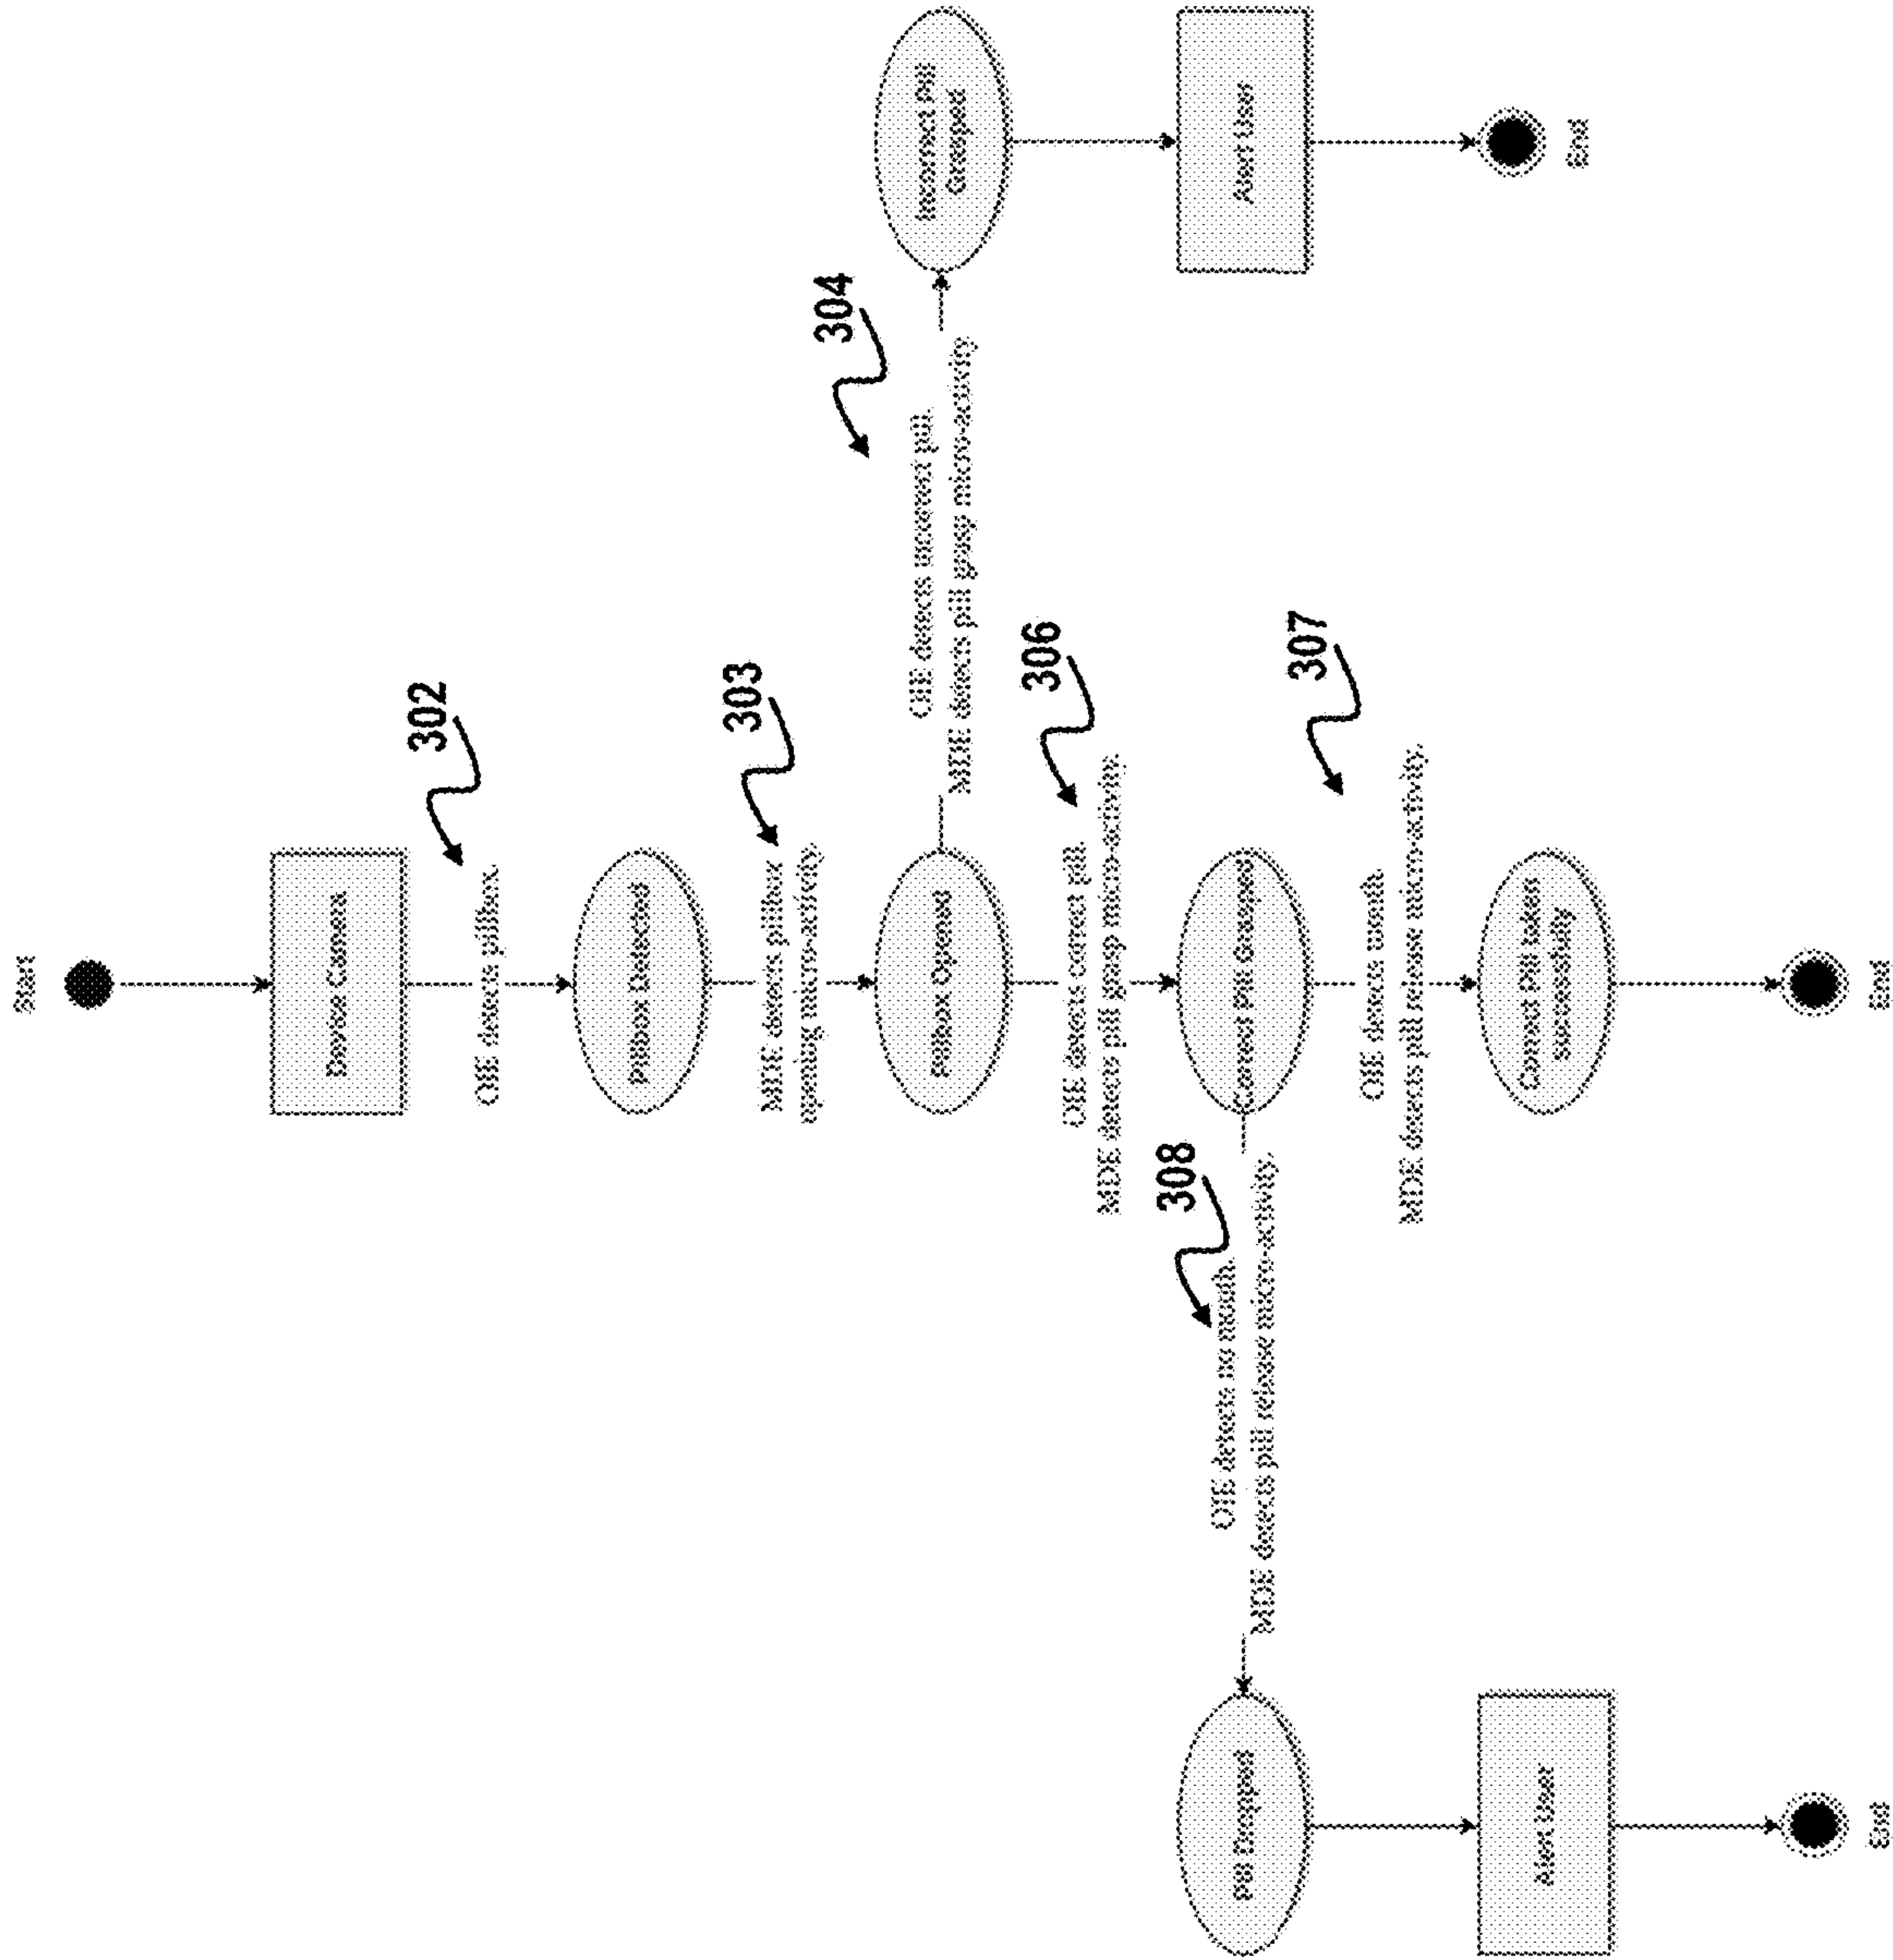 Start
Device Camera
302
OIE detects pillbox.
Pillbox Detected
303
MDE detects pillbox
opening micro-activity.
Pillbox Opened
304
OIE detects incorrect pill.
MDE detects pill grasp micro-activity.
Incorrect Pill
Grasped
Alert User
End
306
OIE detects correct pill.
MDE detects pill grasp micro-activity.
Correct Pill Grasped
308
OIE detects no mouth.
MDE detects pill release micro-activity.
Pill Dropped
Alert User
End
307
OIE detects mouth.
MDE detects pill release micro-activity.
Correct Pill taken
successfully
End